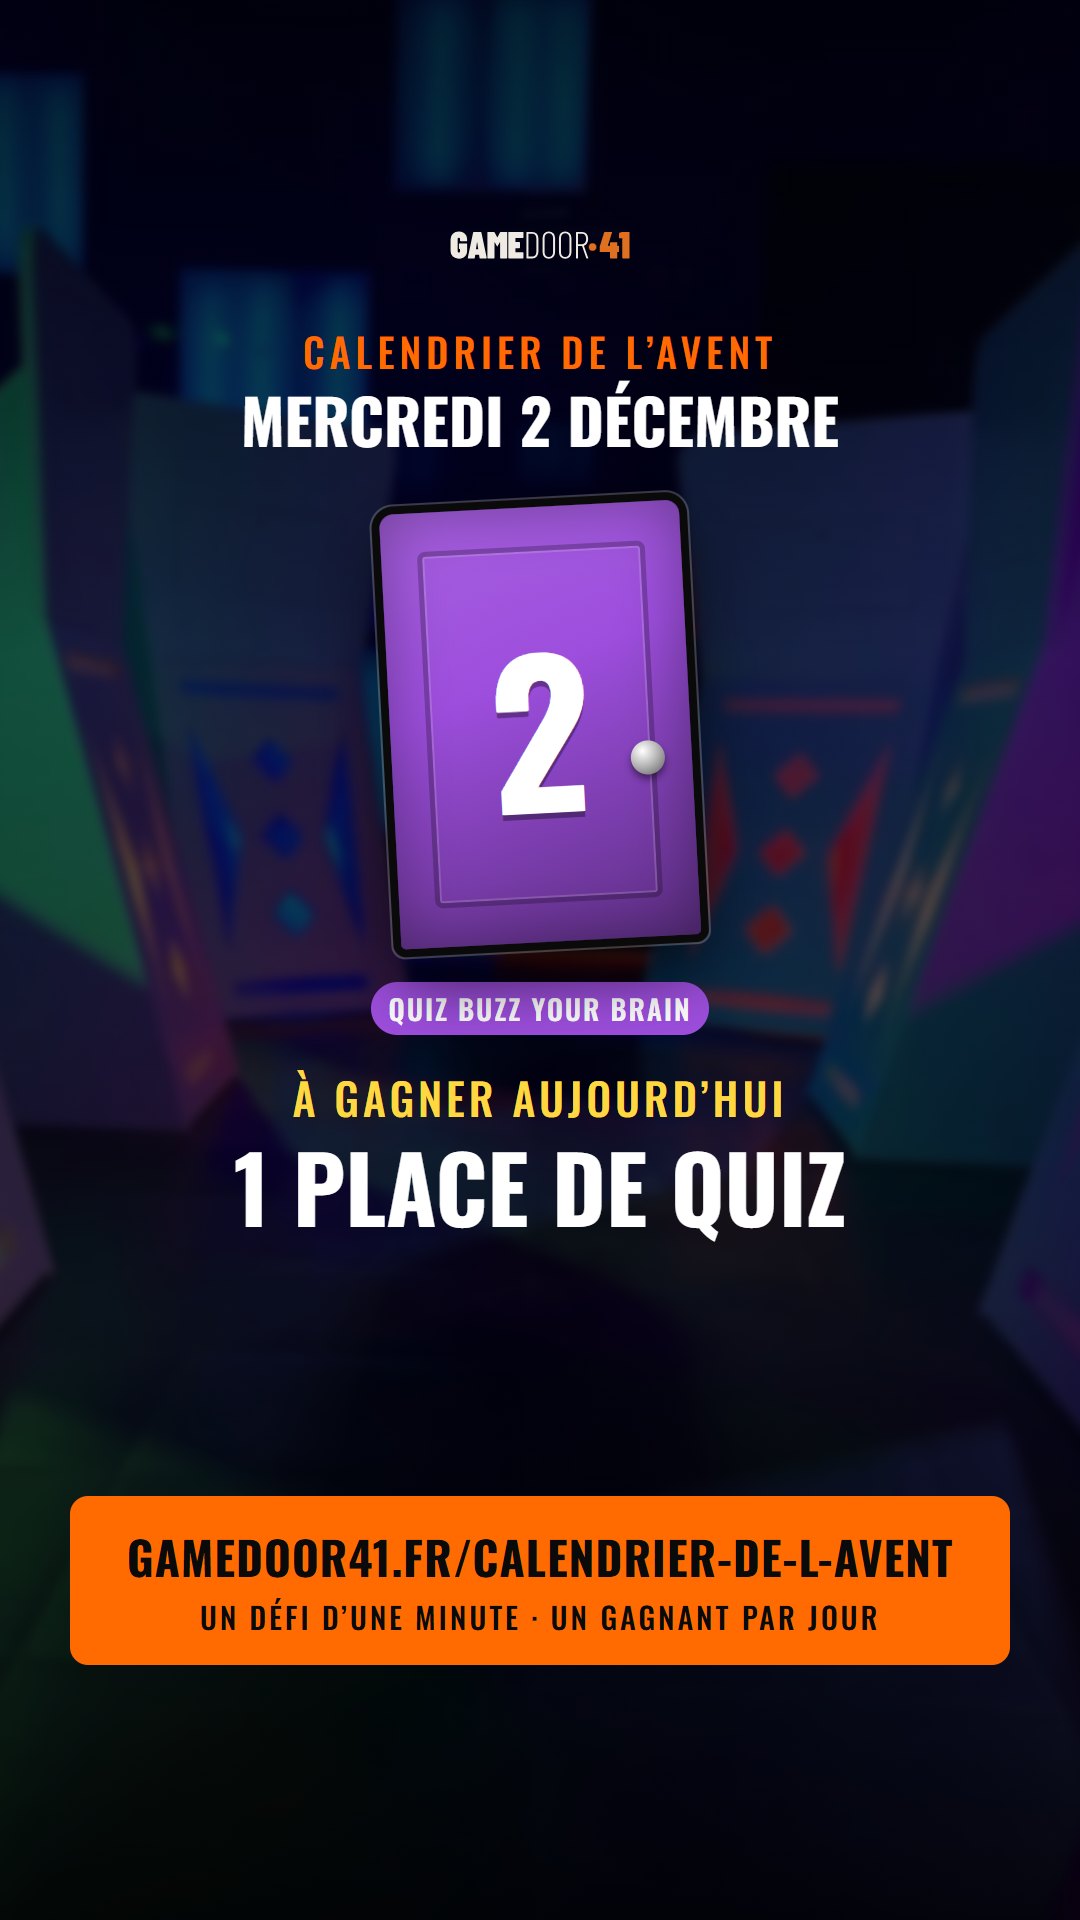 GAMEDOOR·41
CALENDRIER DE L’AVENT
MERCREDI 2 DÉCEMBRE
2
QUIZ BUZZ YOUR BRAIN
À GAGNER AUJOURD’HUI
1 PLACE DE QUIZ
GAMEDOOR41.FR/CALENDRIER-DE-L-AVENT
UN DÉFI D’UNE MINUTE · UN GAGNANT PAR JOUR